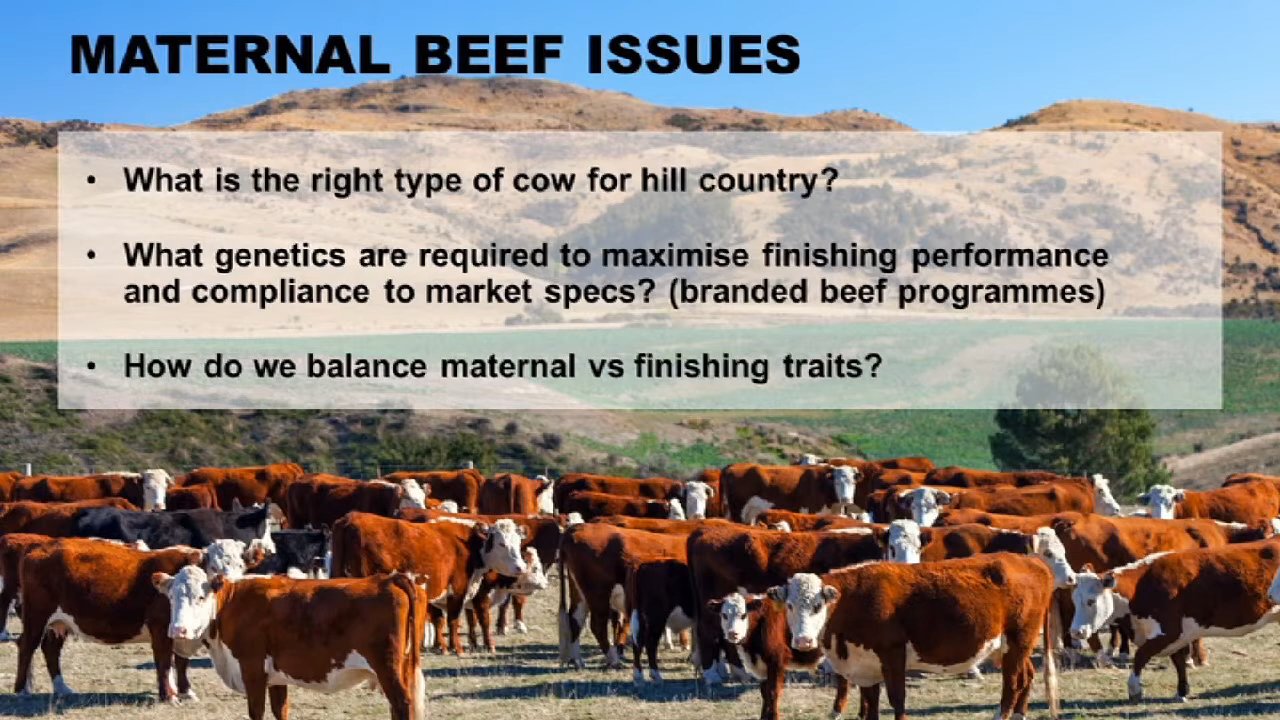 MATERNAL BEEF ISSUES
• What is the right type of cow for hill country?
• What genetics are required to maximise finishing performance
and compliance to market specs? (branded beef programmes)
• How do we balance maternal vs finishing traits?